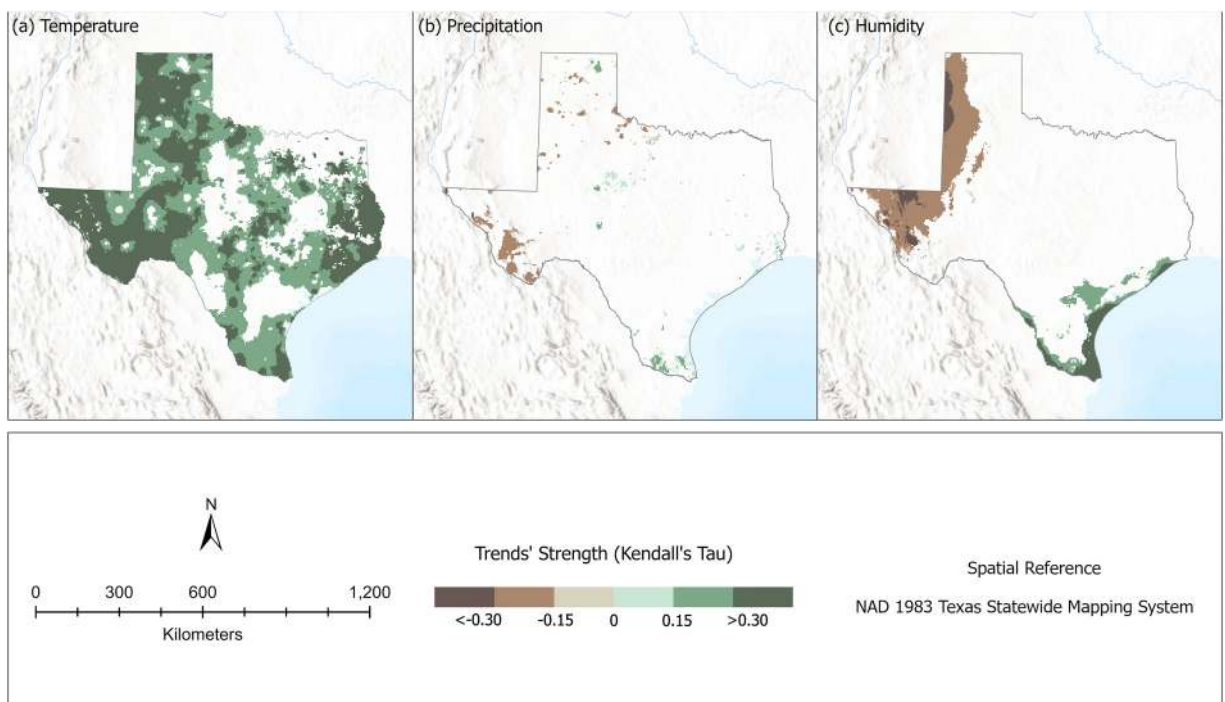 (a) Temperature
(b) Precipitation
(c) Humidity
N
0 300 600 1,200
Kilometers
Trends' Strength (Kendall's Tau)
<-0.30 -0.15 0 0.15 >0.30
Spatial Reference
NAD 1983 Texas Statewide Mapping System